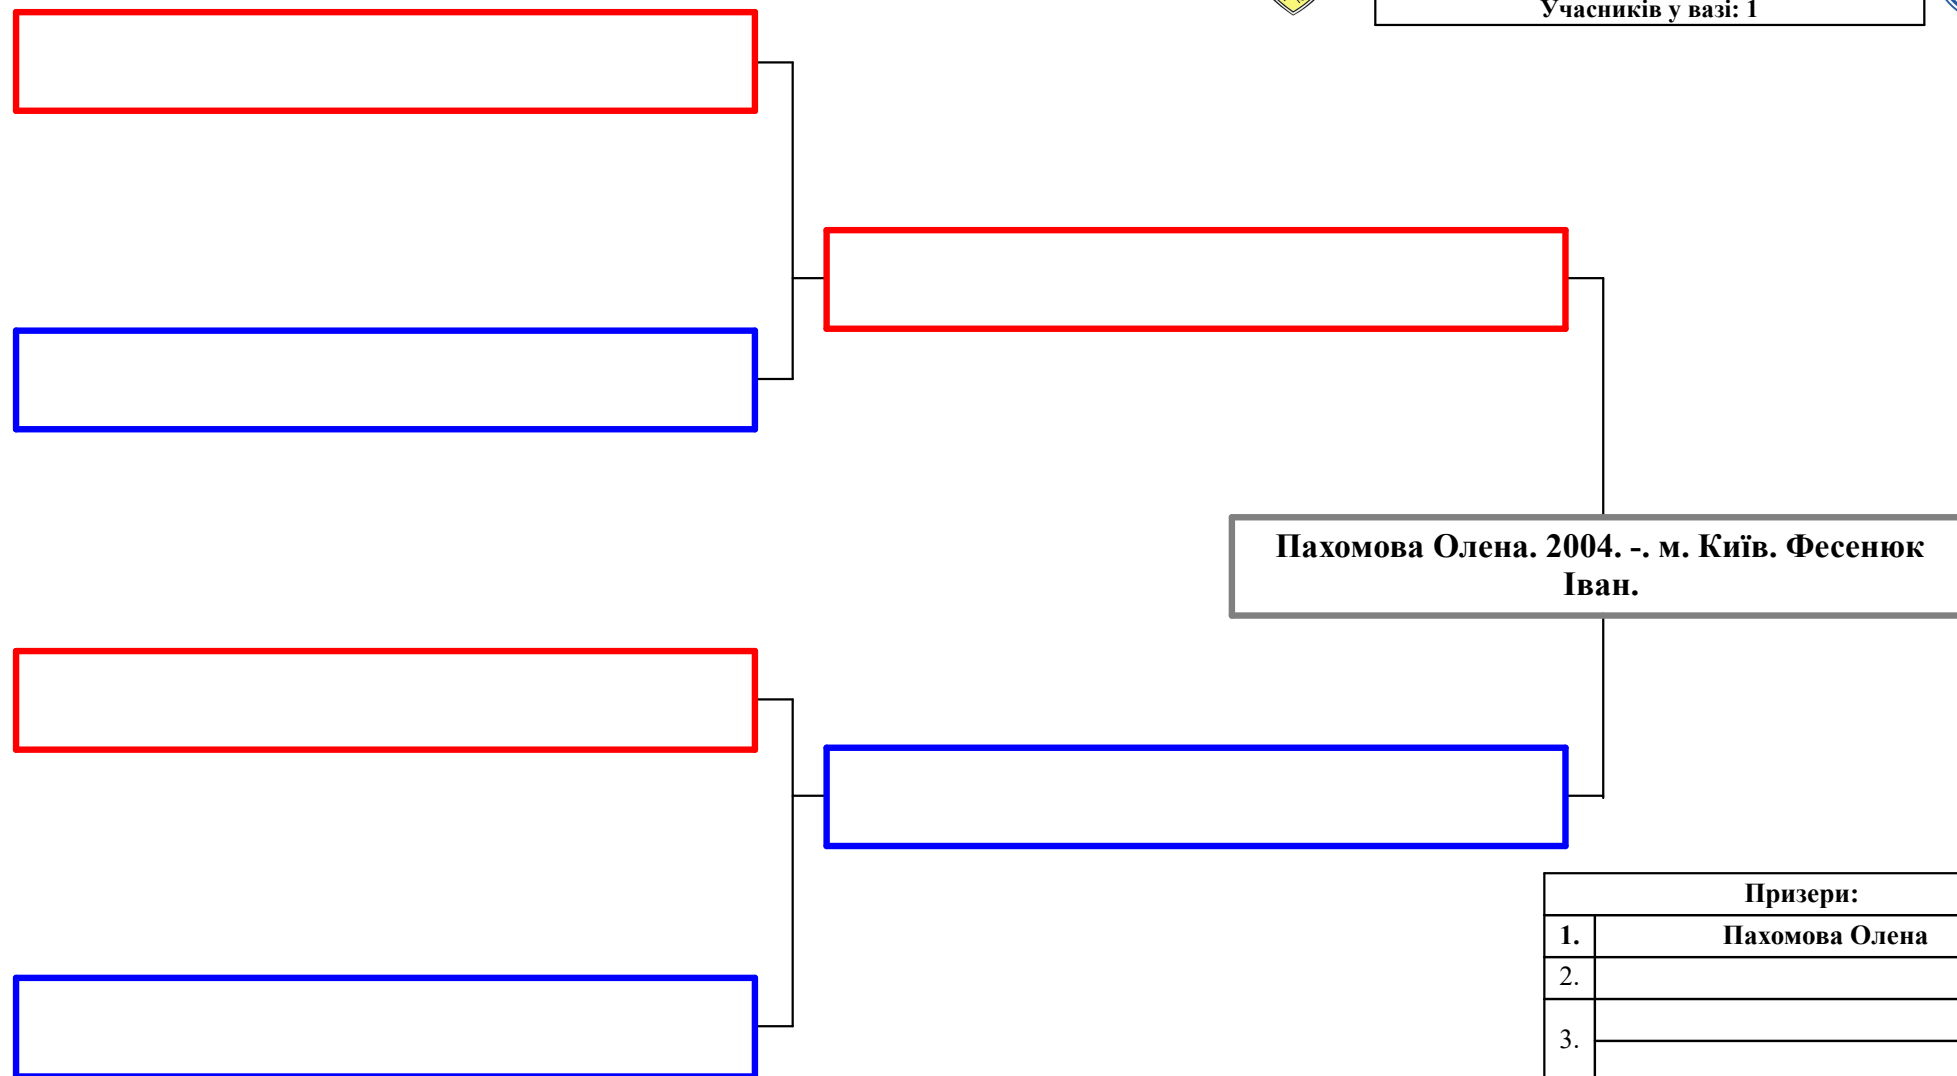 Учасників у вазі: 1
Пахомова Олена. 2004. -. м. Київ. Фесенюк
Іван.
Призери:
1. Пахомова Олена
2.
3.